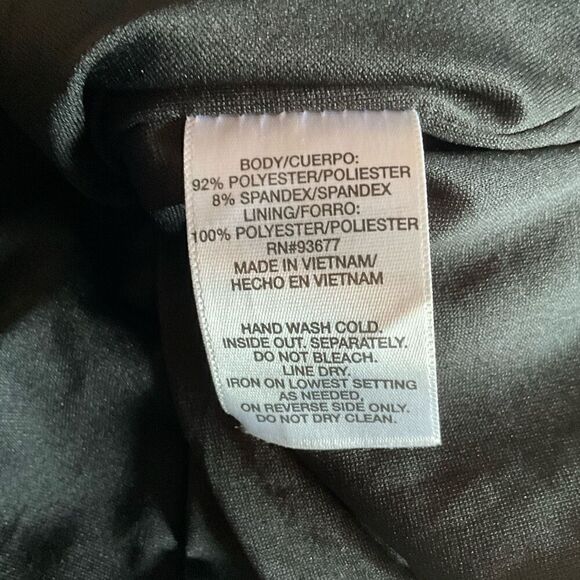 BODY/CUERPO:
92% POLYESTER/POLIESTER
8% SPANDEX/SPANDEX
LINING/FORRO:
100% POLYESTER/POLIESTER
RN#93677
MADE IN VIETNAM/
HECHO EN VIETNAM
HAND WASH COLD.
INSIDE OUT. SEPARATELY.
DO NOT BLEACH.
LINE DRY.
IRON ON LOWEST SETTING
AS NEEDED,
ON REVERSE SIDE ONLY.
DO NOT DRY CLEAN.